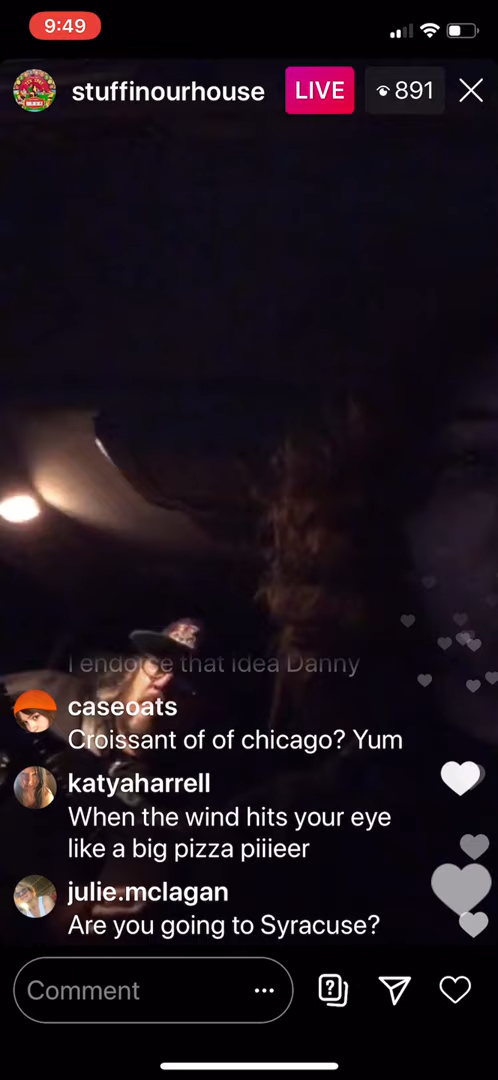 9:49
stuffinourhouse LIVE 891
I endorse that idea Danny
caseoats
Croissant of of chicago? Yum
katyaharrell
When the wind hits your eye
like a big pizza piiieer
julie.mclagan
Are you going to Syracuse?
Comment